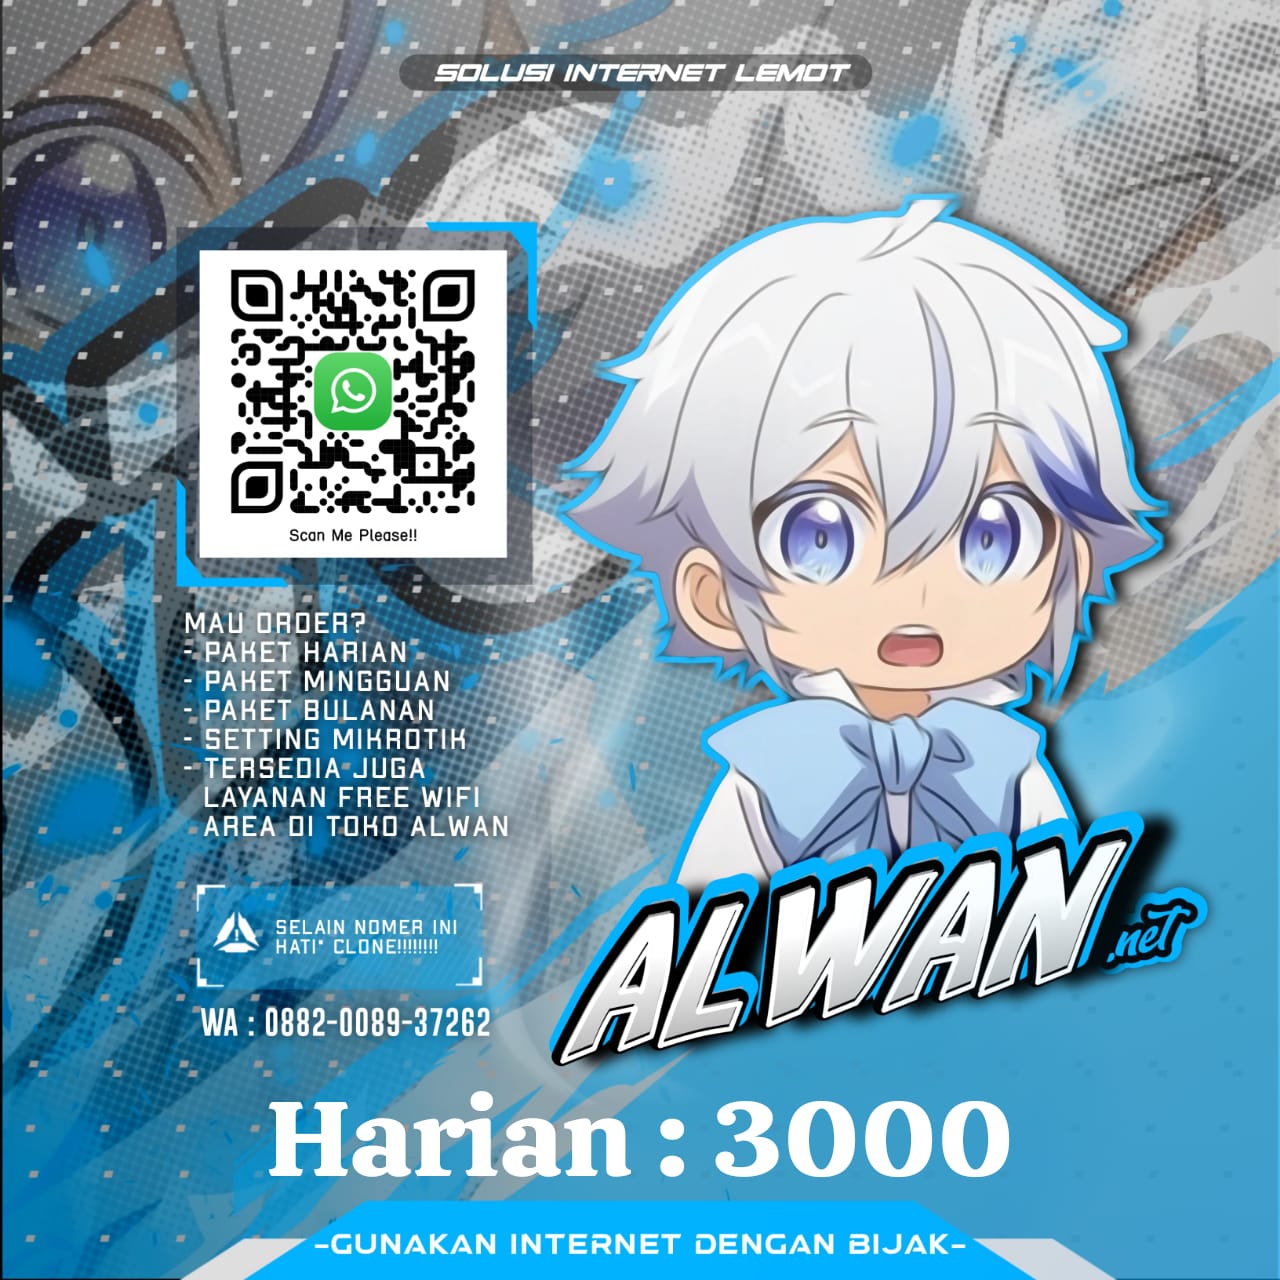 SOLUSI INTERNET LEMOT
Scan Me Please!!
MAU ORDER?
- PAKET HARIAN
- PAKET MINGGUAN
- PAKET BULANAN
- SETTING MIKROTIK
- TERSEDIA JUGA
LAYANAN FREE WIFI
AREA DI TOKO ALWAN
SELAIN NOMER INI
HATI" CLONE!!!!!!!!
WA : 0882-0089-37262
ALWAN
.net
Harian : 3000
-GUNAKAN INTERNET DENGAN BIJAK-